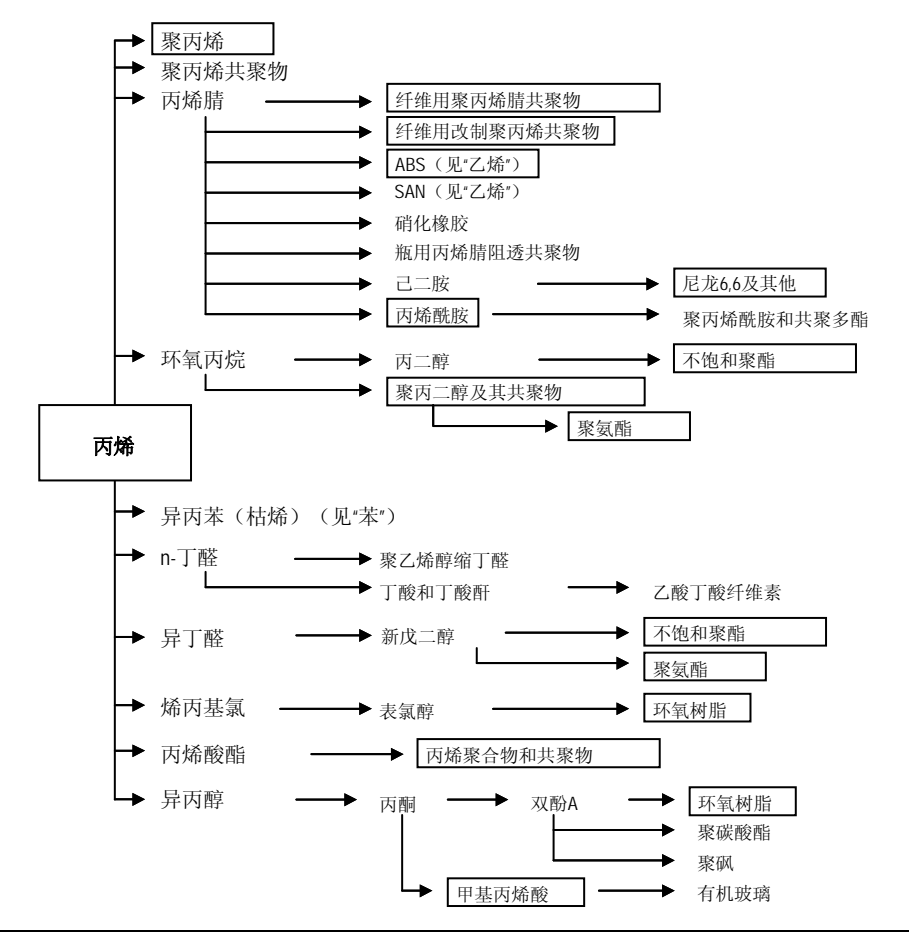 聚丙烯
聚丙烯共聚物
丙烯腈
纤维用聚丙烯腈共聚物
纤维用改制聚丙烯共聚物
ABS（见“乙烯”）
SAN（见“乙烯”）
硝化橡胶
瓶用丙烯腈阻透共聚物
己二胺
尼龙6,6及其他
丙烯酰胺
聚丙烯酰胺和共聚多酯
环氧丙烷
丙二醇
不饱和聚酯
聚丙二醇及其共聚物
聚氨酯
丙烯
异丙苯（枯烯）（见“苯”）
n-丁醛
聚乙烯醇缩丁醛
丁酸和丁酸酐
乙酸丁酸纤维素
异丁醛
新戊二醇
不饱和聚酯
聚氨酯
烯丙基氯
表氯醇
环氧树脂
丙烯酸酯
丙烯聚合物和共聚物
异丙醇
丙酮
双酚A
环氧树脂
聚碳酸酯
聚砜
甲基丙烯酸
有机玻璃